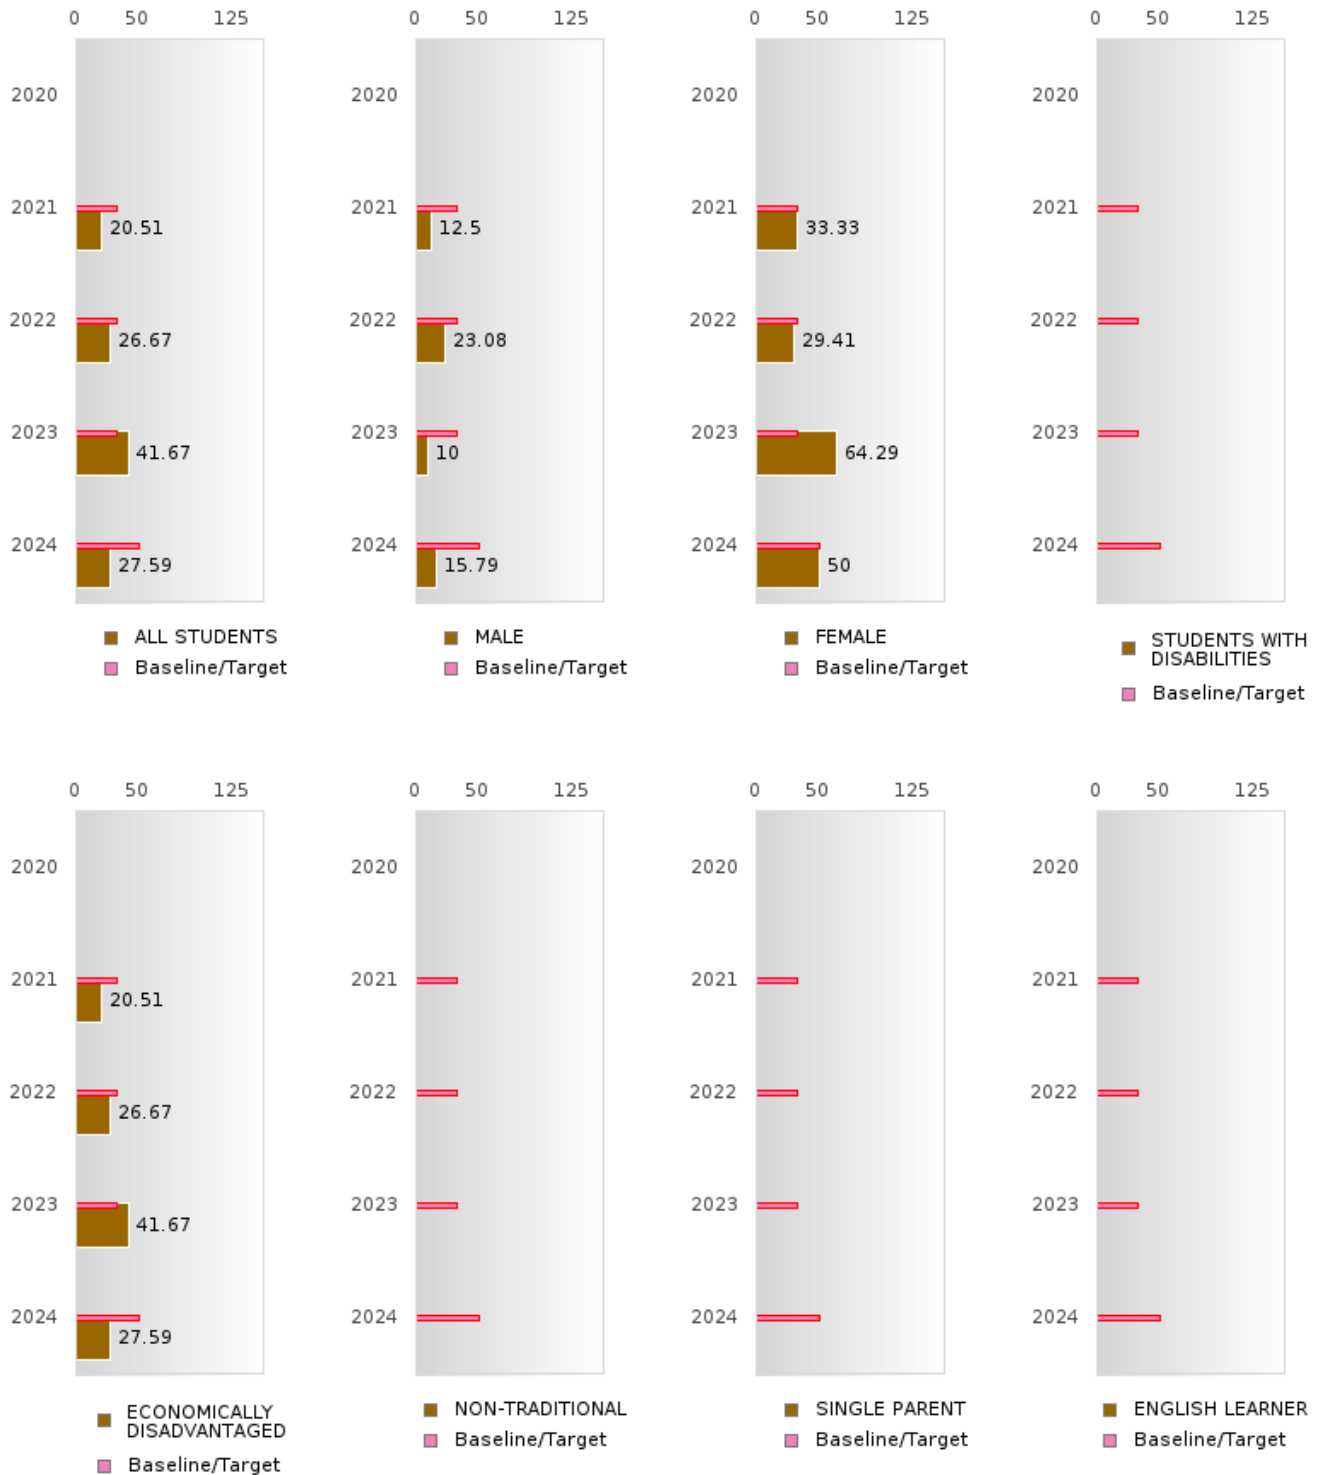 0 50 125 0 50 125 0 50 125 0 50 125
2020 2020 2020 2020
2021 2021 2021 2021
20.51 12.5 33.33
2022 2022 2022 2022
26.67 23.08 29.41
2023 2023 2023 2023
41.67 10 64.29
2024 2024 2024 2024
27.59 15.79 50
ALL STUDENTS MALE FEMALE STUDENTS WITH
DISABILITIES
Baseline/Target Baseline/Target Baseline/Target Baseline/Target
0 50 125 0 50 125 0 50 125 0 50 125
2020 2020 2020 2020
2021 2021 2021 2021
20.51
2022 2022 2022 2022
26.67
2023 2023 2023 2023
41.67
2024 2024 2024 2024
27.59
ECONOMICALLY NON-TRADITIONAL SINGLE PARENT ENGLISH LEARNER
DISADVANTAGED
Baseline/Target Baseline/Target Baseline/Target Baseline/Target